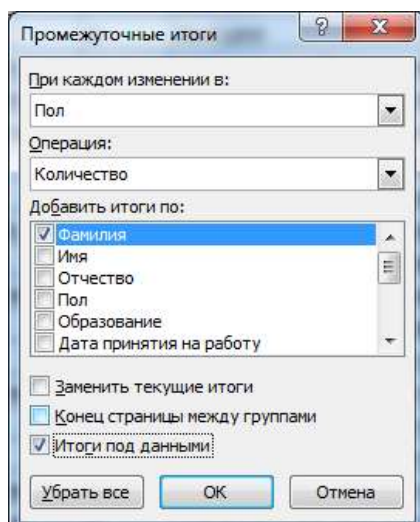 Промежуточные итоги
При каждом изменении в:
Пол
Операция:
Количество
Добавить итоги по:
Фамилия
Имя
Отчество
Пол
Образование
Дата принятия на работу
Заменить текущие итоги
Конец страницы между группами
Итоги под данными
Убрать все ОК Отмена